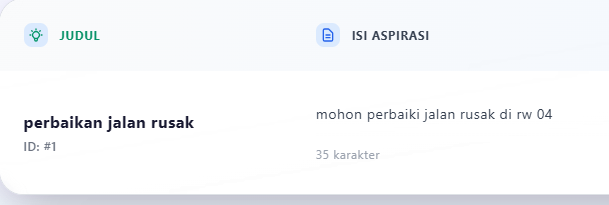 JUDUL
ISI ASPIRASI
perbaikan jalan rusak
ID: #1
mohon perbaiki jalan rusak di rw 04
35 karakter